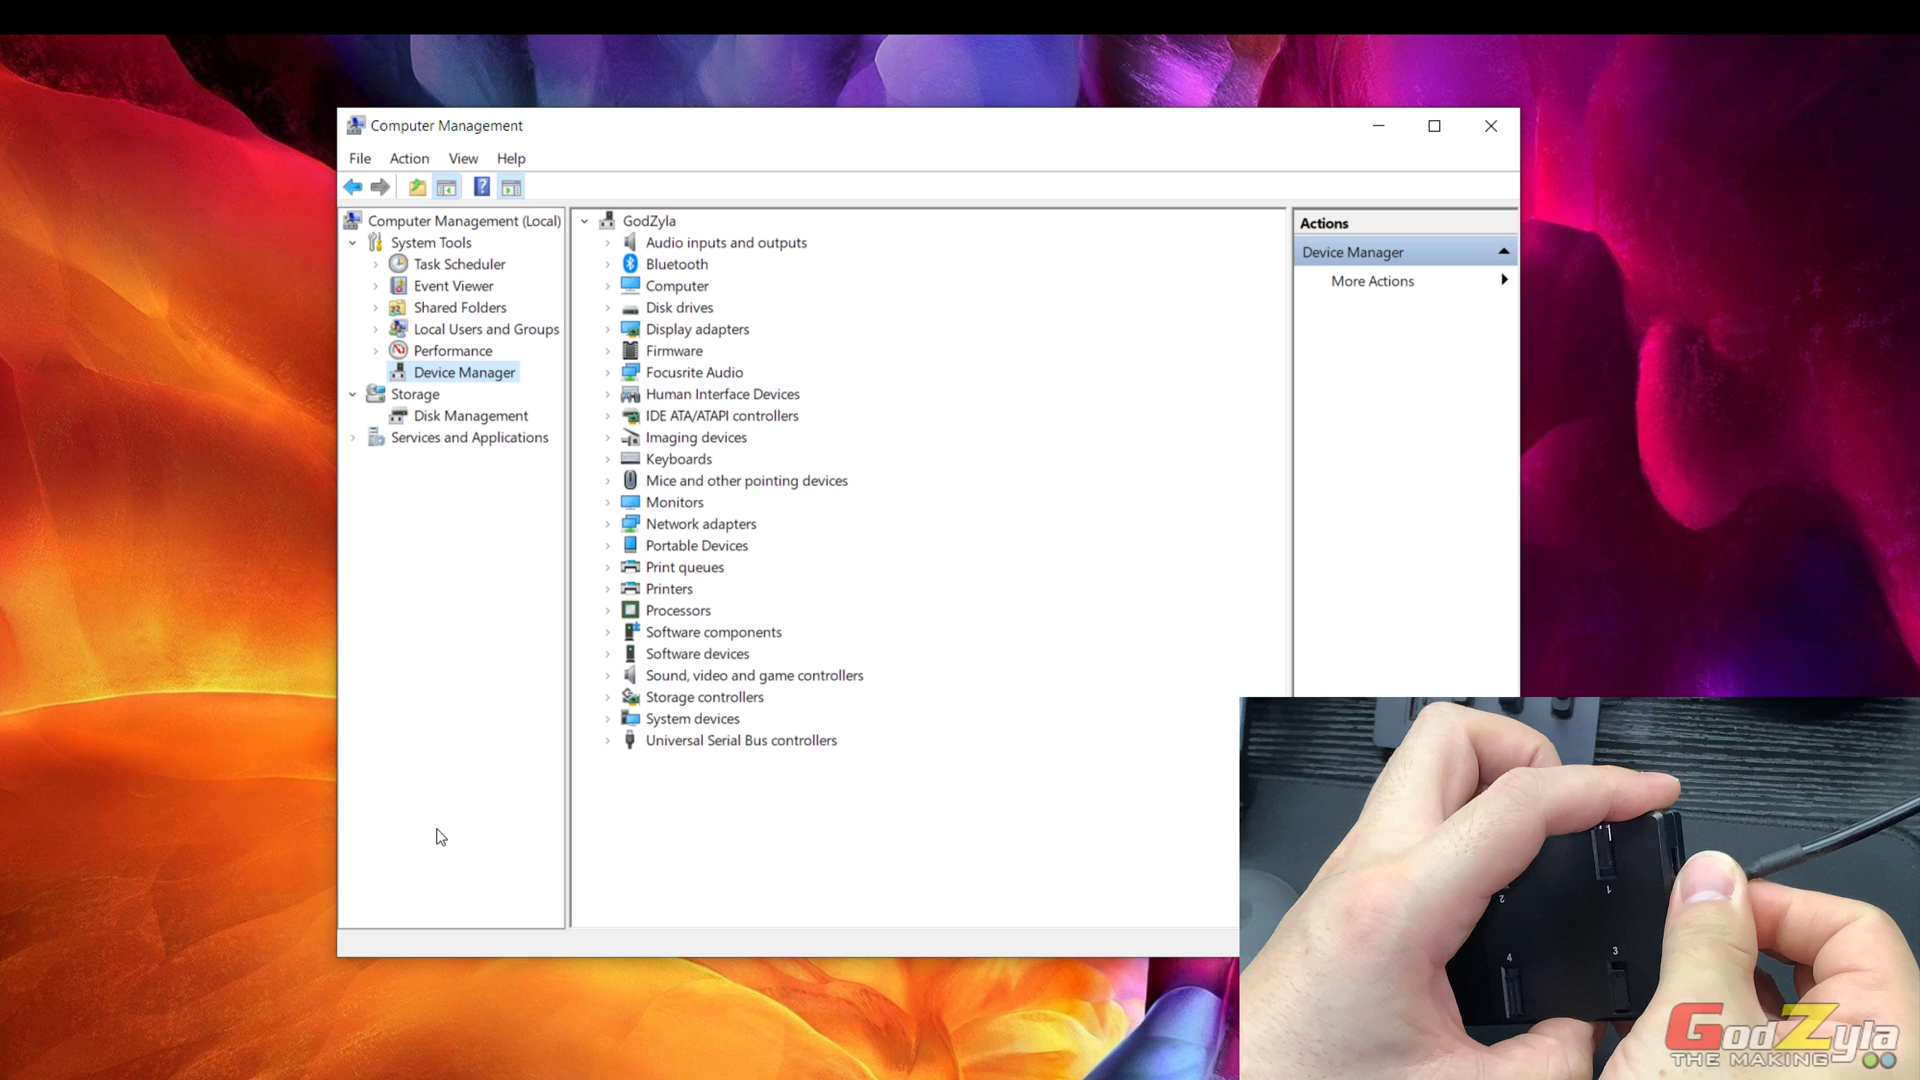 Computer Management
File Action View Help
Computer Management (Local)
System Tools
Task Scheduler
Event Viewer
Shared Folders
Local Users and Groups
Performance
Device Manager
Storage
Disk Management
Services and Applications
GodZyla
Audio inputs and outputs
Bluetooth
Computer
Disk drives
Display adapters
Firmware
Focusrite Audio
Human Interface Devices
IDE ATA/ATAPI controllers
Imaging devices
Keyboards
Mice and other pointing devices
Monitors
Network adapters
Portable Devices
Print queues
Printers
Processors
Software components
Software devices
Sound, video and game controllers
Storage controllers
System devices
Universal Serial Bus controllers
Actions
Device Manager
More Actions
1
2
4
3
GodZyla
THE MAKING